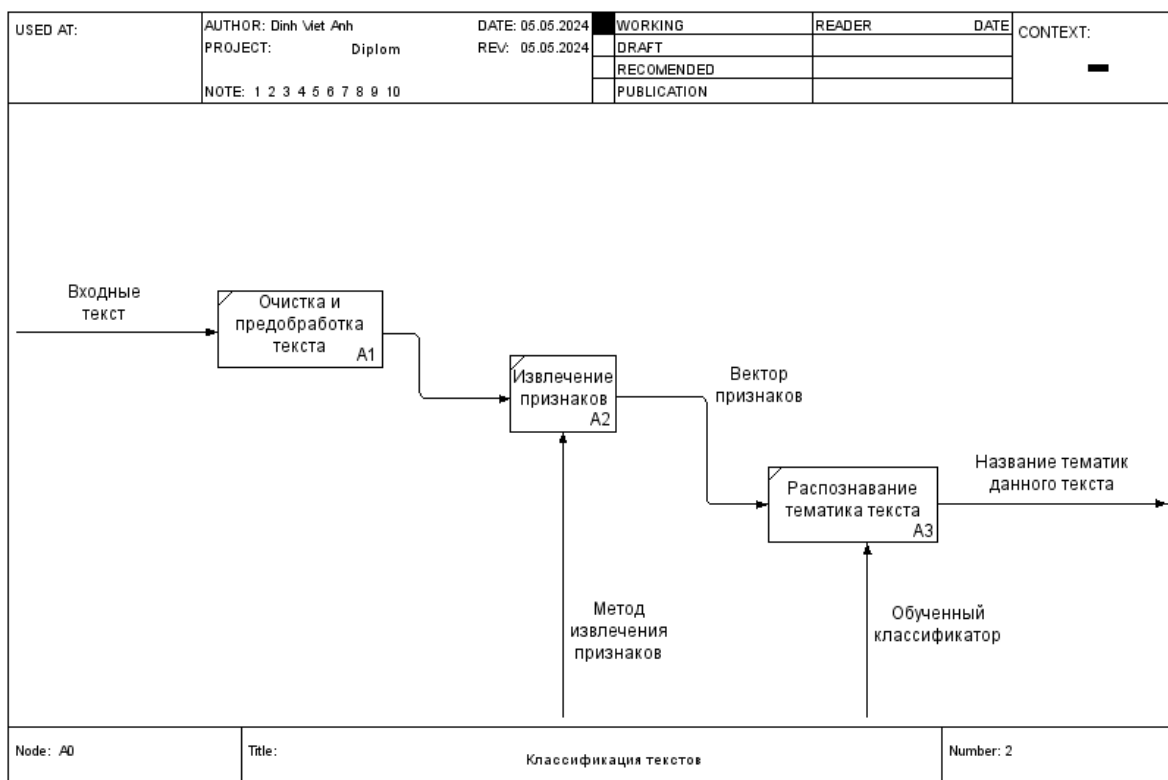 USED AT:
AUTHOR: Dinh Viet Anh
DATE: 05.05.2024
PROJECT: Diplom
REV: 05.05.2024
NOTE: 1 2 3 4 5 6 7 8 9 10
WORKING
DRAFT
RECOMENDED
PUBLICATION
READER
DATE
CONTEXT:
Входные
текст
Очистка и
предобработка
текста
A1
Извлечение
признаков
A2
Вектор
признаков
Распознавание
тематика текста
A3
Название тематик
данного текста
Метод
извлечения
признаков
Обученный
классификатор
Node: A0
Title:
Классификация текстов
Number: 2